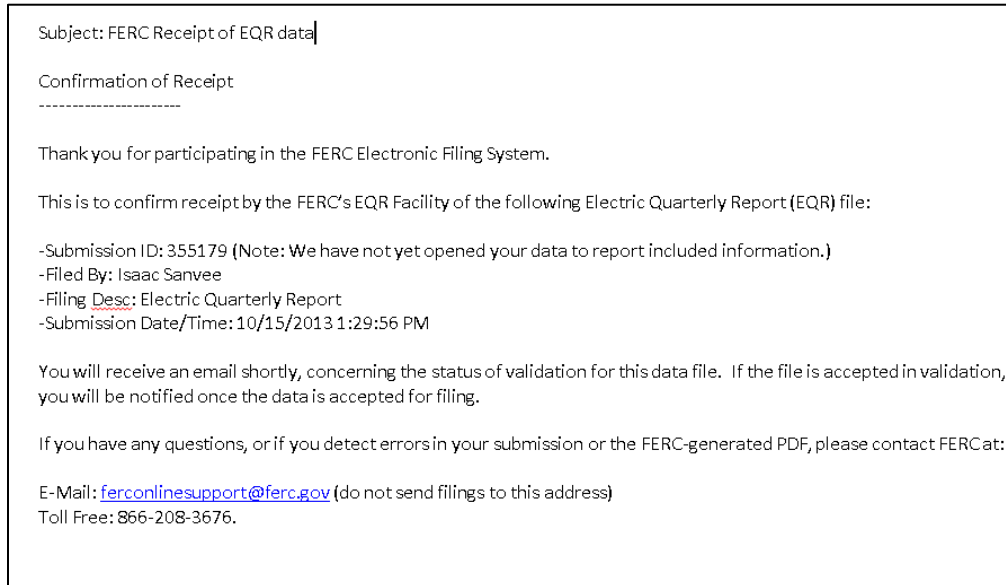 Subject: FERC Receipt of EQR data
Confirmation of Receipt
-----------------------
Thank you for participating in the FERC Electronic Filing System.
This is to confirm receipt by the FERC's EQR Facility of the following Electric Quarterly Report (EQR) file:
-Submission ID: 355179 (Note: We have not yet opened your data to report included information.)
-Filed By: Isaac Sanvee
-Filing Desc: Electric Quarterly Report
-Submission Date/Time: 10/15/2013 1:29:56 PM
You will receive an email shortly, concerning the status of validation for this data file.  If the file is accepted in validation,
you will be notified once the data is accepted for filing.
If you have any questions, or if you detect errors in your submission or the FERC-generated PDF, please contact FERC at:
E-Mail: ferconlinesupport@ferc.gov (do not send filings to this address)
Toll Free: 866-208-3676.